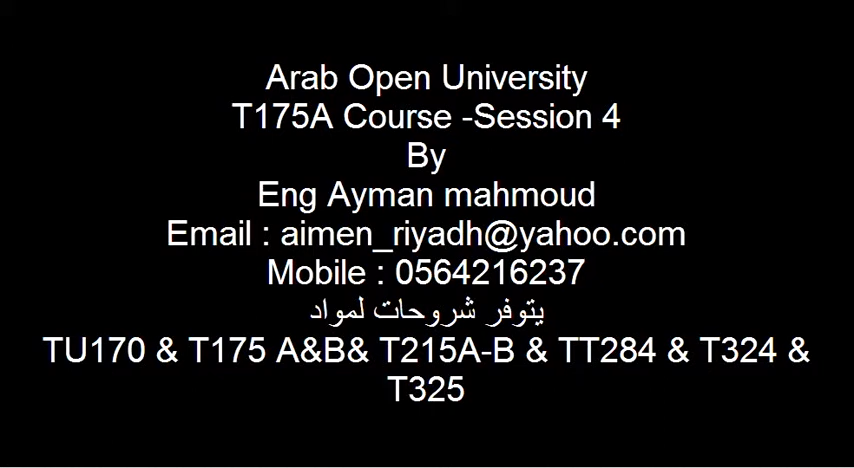 Arab Open University
T175A Course -Session 4
By
Eng Ayman mahmoud
Email : aimen_riyadh@yahoo.com
Mobile : 0564216237
يتوفر شروحات لمواد
TU170 & T175 A&B& T215A-B & TT284 & T324 &
T325